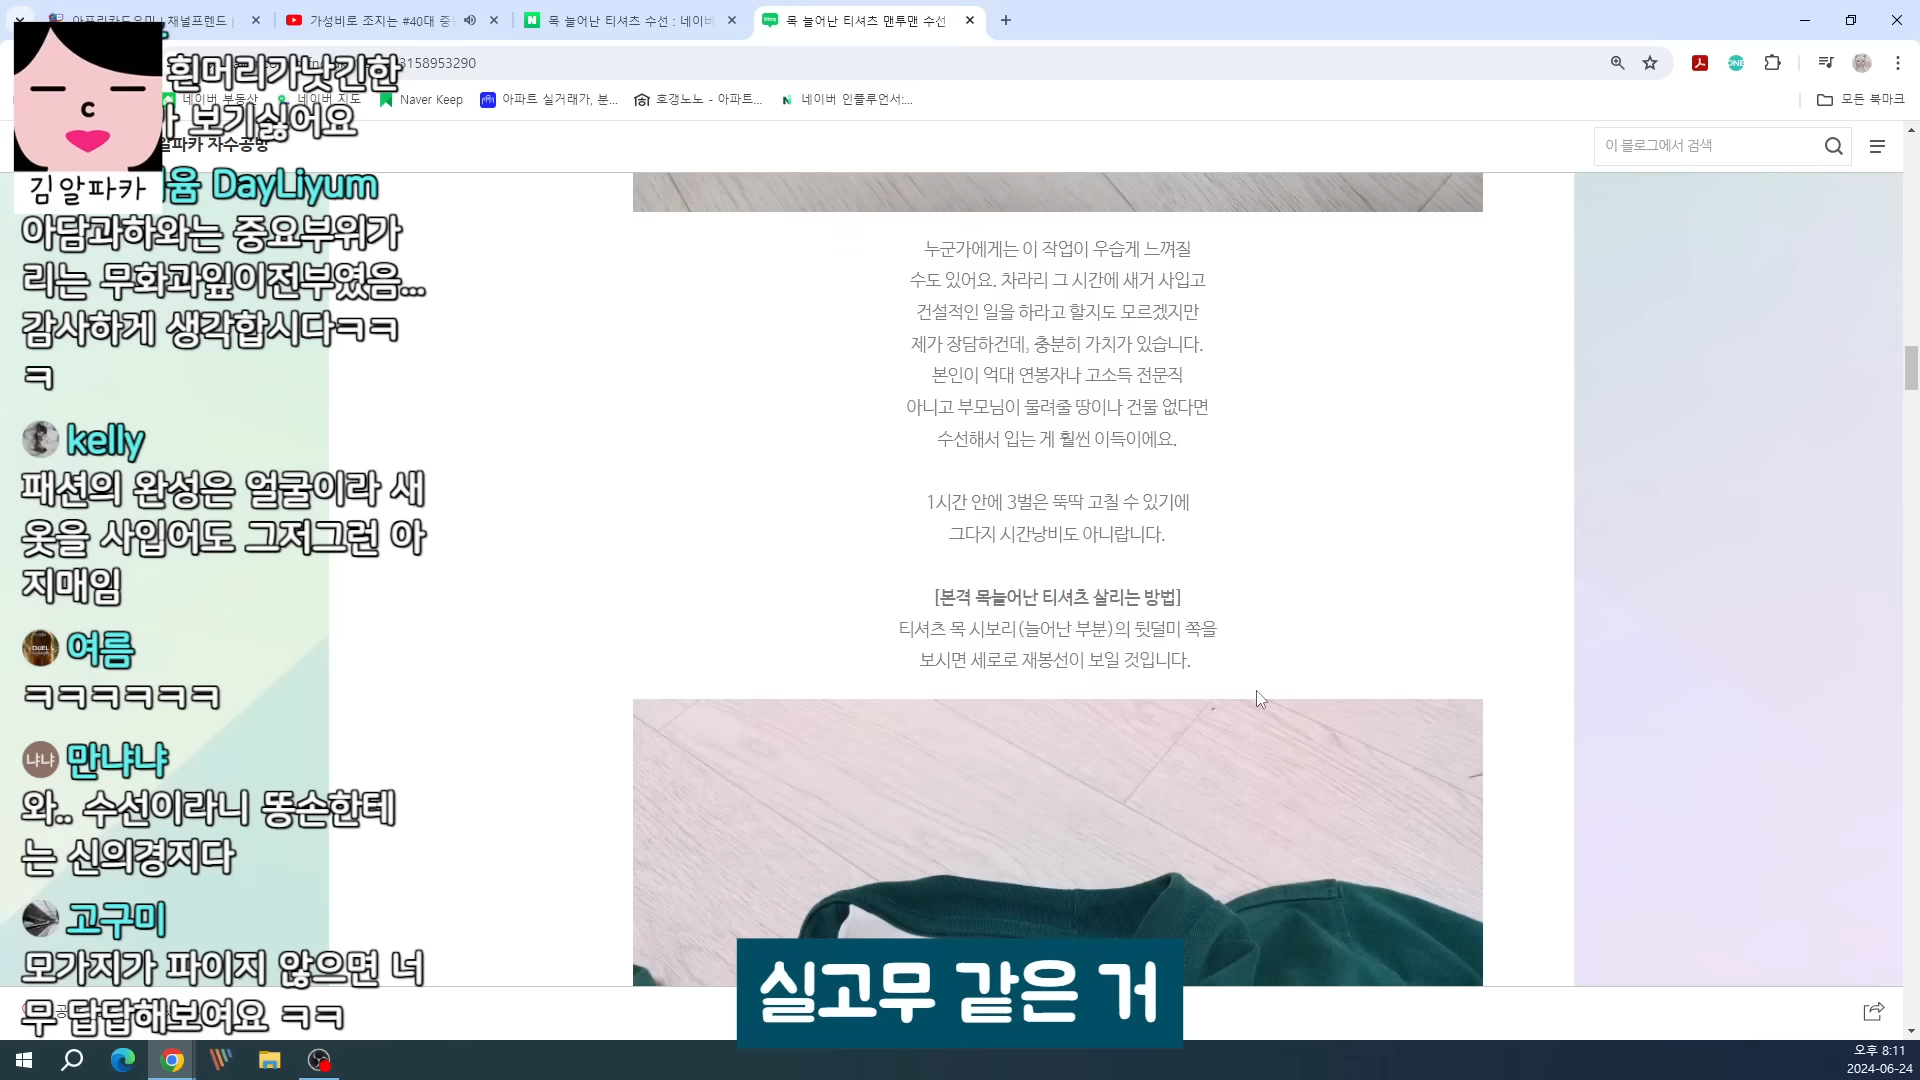 아프리카도우미 | 채널프렌드 |
가성비로 조지는 #40대 중
목 늘어난 티셔츠 수선 : 네이버
목 늘어난 티셔츠 맨투맨 수선
3158953290
네이버 부동산
네이버 지도
Naver Keep
아파트 실거래가, 분...
호갱노노 - 아파트...
네이버 인플루언서:...
모든 북마크
알파카 자수공방
이 블로그에서 검색
김알파카
흰머리가낫긴한
보기싫어요
윰 DayLiyum
아담과하와는 중요부위가
리는 무화과잎이전부였음...
감사하게 생각합시다ㅋㅋ
ㅋ
kelly
패션의 완성은 얼굴이라 새
옷을 사입어도 그저그런 아
지매임
여름
ㅋㅋㅋㅋㅋㅋ
냐냐 만냐냐
와.. 수선이라니 똥손한테
는 신의경지다
고구미
모가지가 파이지 않으면 너
무 답답해보여요 ㅋㅋ
누군가에게는 이 작업이 우습게 느껴질
수도 있어요. 차라리 그 시간에 새거 사입고
건설적인 일을 하라고 할지도 모르겠지만
제가 장담하건데, 충분히 가치가 있습니다.
본인이 억대 연봉자나 고소득 전문직
아니고 부모님이 물려줄 땅이나 건물 없다면
수선해서 입는 게 훨씬 이득이에요.
1시간 안에 3벌은 뚝딱 고칠 수 있기에
그다지 시간낭비도 아니랍니다.
[본격 목늘어난 티셔츠 살리는 방법]
티셔츠 목 시보리(늘어난 부분)의 뒷덜미 쪽을
보시면 세로로 재봉선이 보일 것입니다.
실고무 같은 거
오후 8:11
2024-06-24